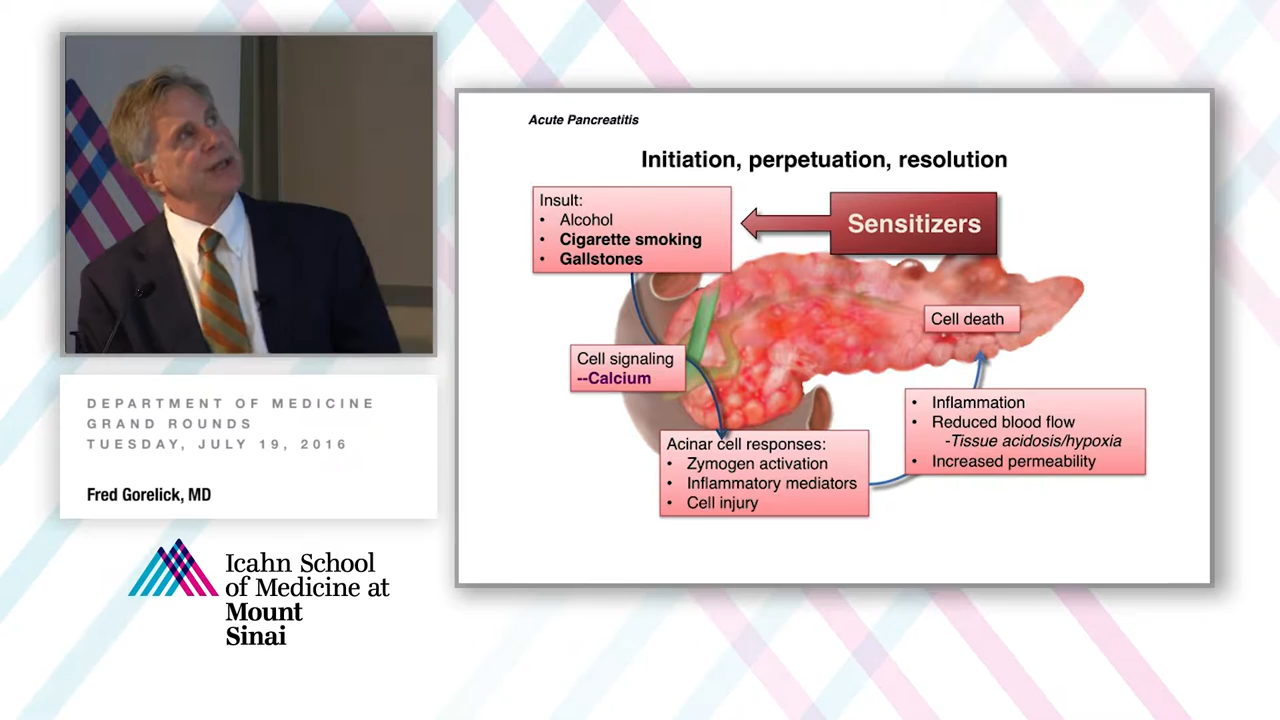 DEPARTMENT OF MEDICINE
GRAND ROUNDS
TUESDAY, JULY 19, 2016
Fred Gorelick, MD
Icahn School
of Medicine at
Mount
Sinai
Acute Pancreatitis
Initiation, perpetuation, resolution
Insult:
• Alcohol
• Cigarette smoking
• Gallstones
Sensitizers
Cell death
Cell signaling
--Calcium
• Inflammation
• Reduced blood flow
-Tissue acidosis/hypoxia
• Increased permeability
Acinar cell responses:
• Zymogen activation
• Inflammatory mediators
• Cell injury